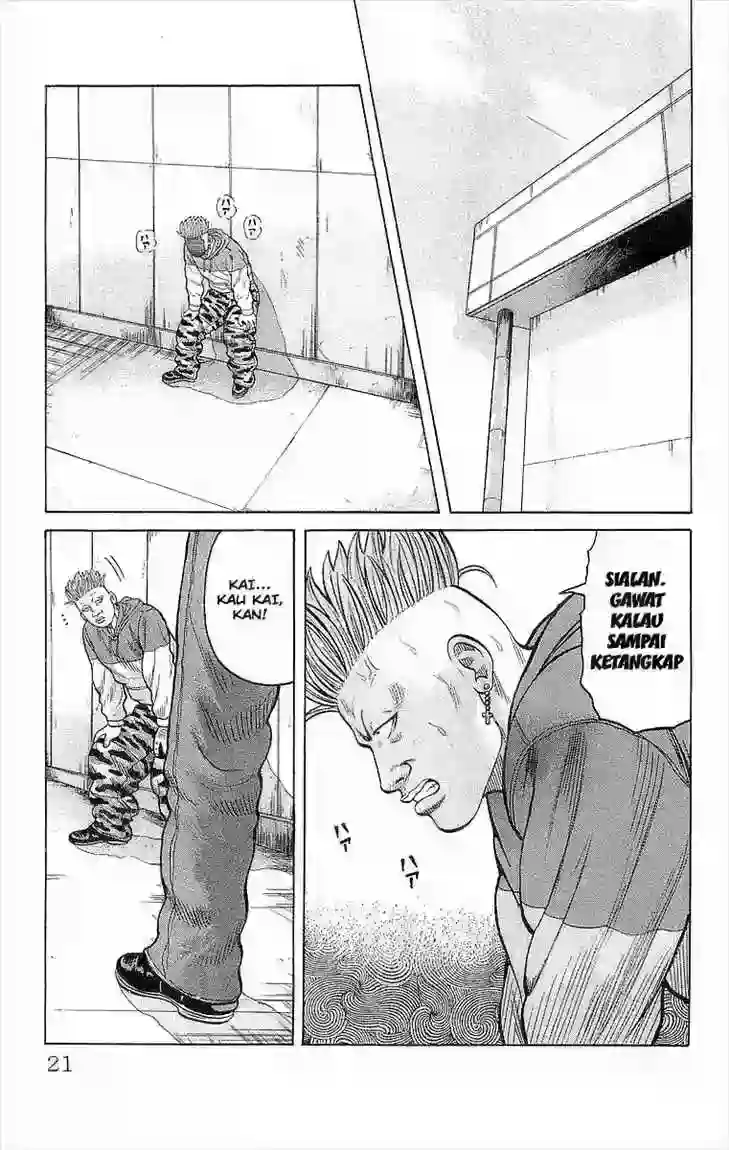 ハァ
ハァ
ハァ
SIALAN.
GAWAT
KALAU
SAMPAI
KETANGKAP
ハァ
ハァ
KAI...
KAU KAI,
KAN!
21